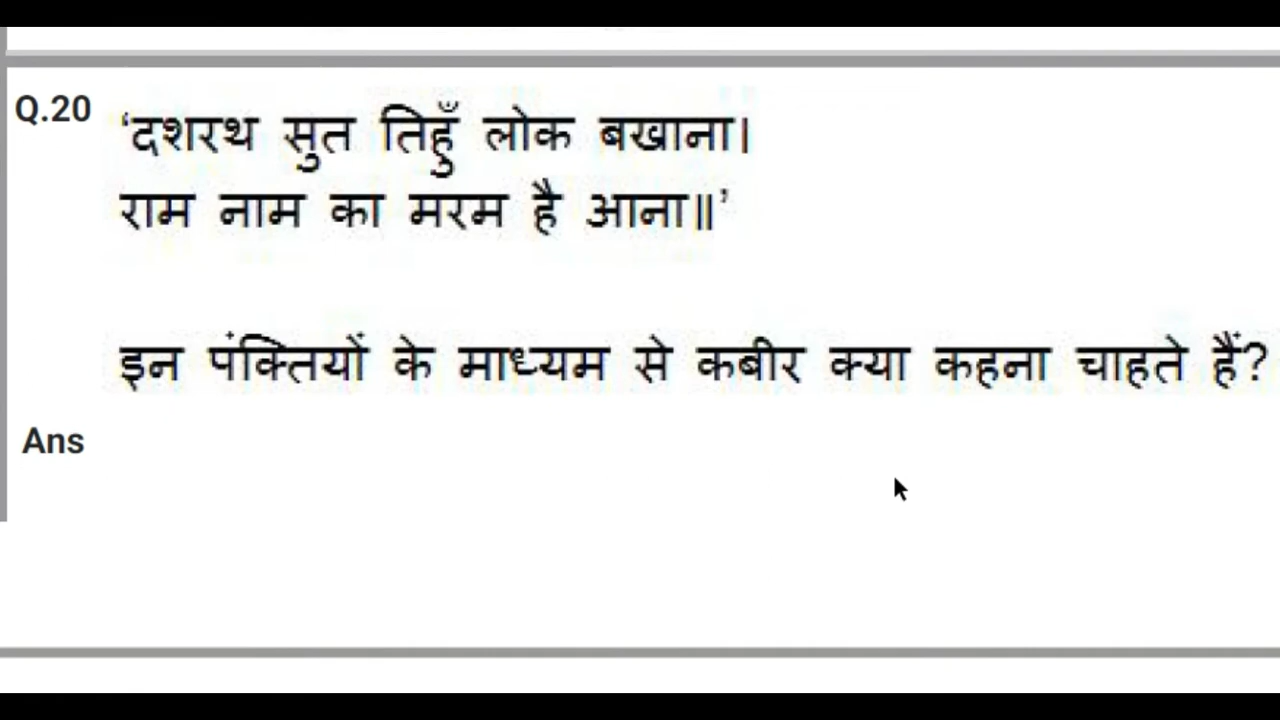 Q.20
‘दशरथ सुत तिहुँ लोक बखाना।
राम नाम का मरम है आना॥’
इन पंक्तियों के माध्यम से कबीर क्या कहना चाहते हैं?
Ans